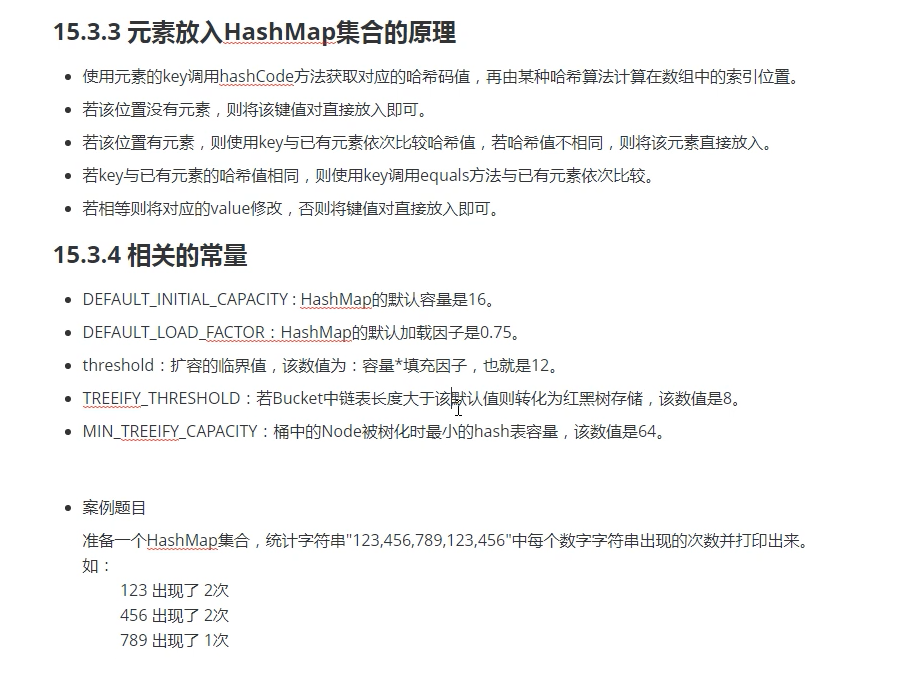 15.3.3 元素放入HashMap集合的原理
使用元素的key调用hashCode方法获取对应的哈希码值，再由某种哈希算法计算在数组中的索引位置。
若该位置没有元素，则将该键值对直接放入即可。
若该位置有元素，则使用key与已有元素依次比较哈希值，若哈希值不相同，则将该元素直接放入。
若key与已有元素的哈希值相同，则使用key调用equals方法与已有元素依次比较。
若相等则将对应的value修改，否则将键值对直接放入即可。
15.3.4 相关的常量
DEFAULT_INITIAL_CAPACITY : HashMap的默认容量是16。
DEFAULT_LOAD_FACTOR：HashMap的默认加载因子是0.75。
threshold：扩容的临界值，该数值为：容量*填充因子，也就是12。
TREEIFY_THRESHOLD：若Bucket中链表长度大于该默认值则转化为红黑树存储，该数值是8。
MIN_TREEIFY_CAPACITY：桶中的Node被树化时最小的hash表容量，该数值是64。
案例题目
准备一个HashMap集合，统计字符串"123,456,789,123,456"中每个数字字符串出现的次数并打印出来。
如：
123 出现了 2次
456 出现了 2次
789 出现了 1次